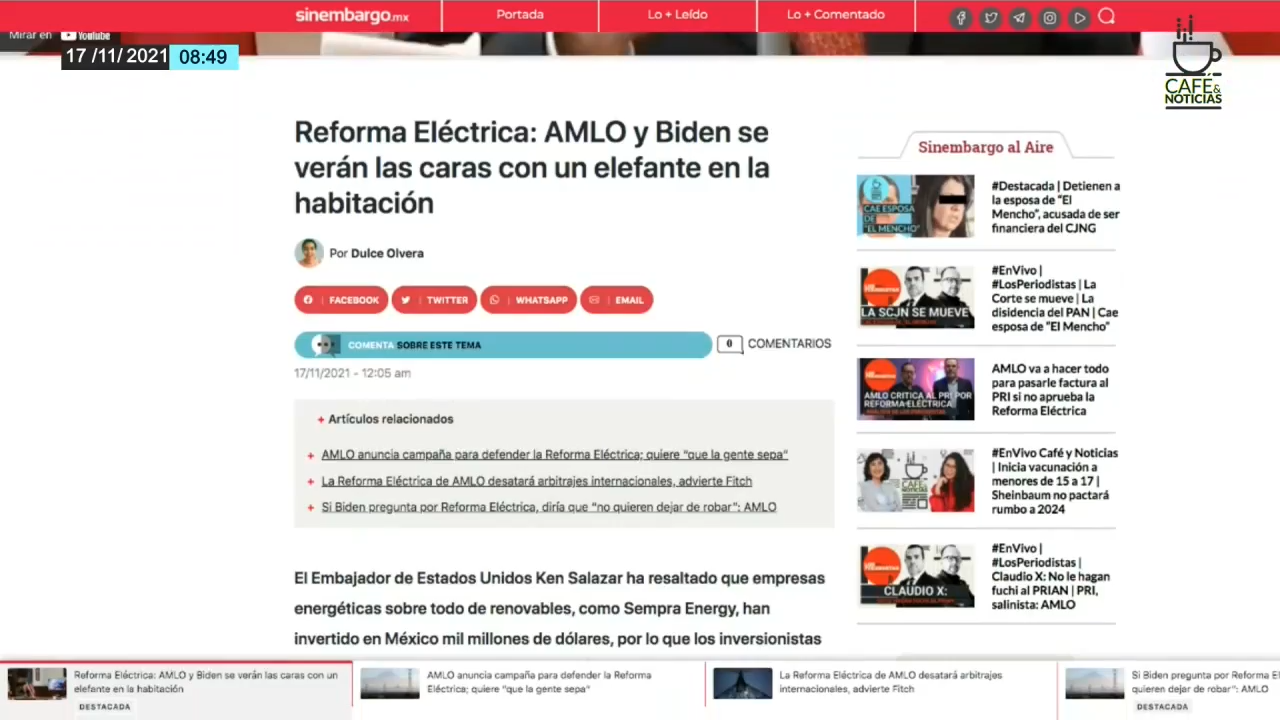 sinembargo.mx
Portada
Lo + Leído
Lo + Comentado
Mirar en YouTube
17 /11/ 2021 08:49
CAFÉ &
NOTICIAS
Reforma Eléctrica: AMLO y Biden se
verán las caras con un elefante en la
habitación
Por Dulce Olvera
FACEBOOK
TWITTER
WHATSAPP
EMAIL
COMENTA SOBRE ESTE TEMA
0 COMENTARIOS
17/11/2021 - 12:05 am
+ Artículos relacionados
+ AMLO anuncia campaña para defender la Reforma Eléctrica; quiere "que la gente sepa"
+ La Reforma Eléctrica de AMLO desatará arbitrajes internacionales, advierte Fitch
+ Si Biden pregunta por Reforma Eléctrica, diría que "no quieren dejar de robar": AMLO
El Embajador de Estados Unidos Ken Salazar ha resaltado que empresas
energéticas sobre todo de renovables, como Sempra Energy, han
invertido en México mil millones de dólares, por lo que los inversionistas
Sinembargo al Aire
CAE ESPOSA
DE
"EL MENCHO"
#Destacada | Detienen a
la esposa de "El
Mencho", acusada de ser
financiera del CJNG
LA SCJN SE MUEVE
#EnVivo |
#LosPeriodistas | La
Corte se mueve | La
disidencia del PAN | Cae
esposa de "El Mencho"
AMLO CRITICA AL PRI POR
REFORMA ELÉCTRICA
AMLO va a hacer todo
para pasarle factura al
PRI si no aprueba la
Reforma Eléctrica
CAFÉ &
NOTICIAS
#EnVivo Café y Noticias
| Inicia vacunación a
menores de 15 a 17 |
Sheinbaum no pactará
rumbo a 2024
CLAUDIO X:
#EnVivo |
#LosPeriodistas |
Claudio X: No le hagan
fuchi al PRIAN | PRI,
salinista: AMLO
Reforma Eléctrica: AMLO y Biden se verán las caras con un
elefante en la habitación
DESTACADA
AMLO anuncia campaña para defender la Reforma
Eléctrica; quiere "que la gente sepa"
La Reforma Eléctrica de AMLO desatará arbitrajes
internacionales, advierte Fitch
Si Biden pregunta por Reforma El
quieren dejar de robar": AMLO
DESTACADA